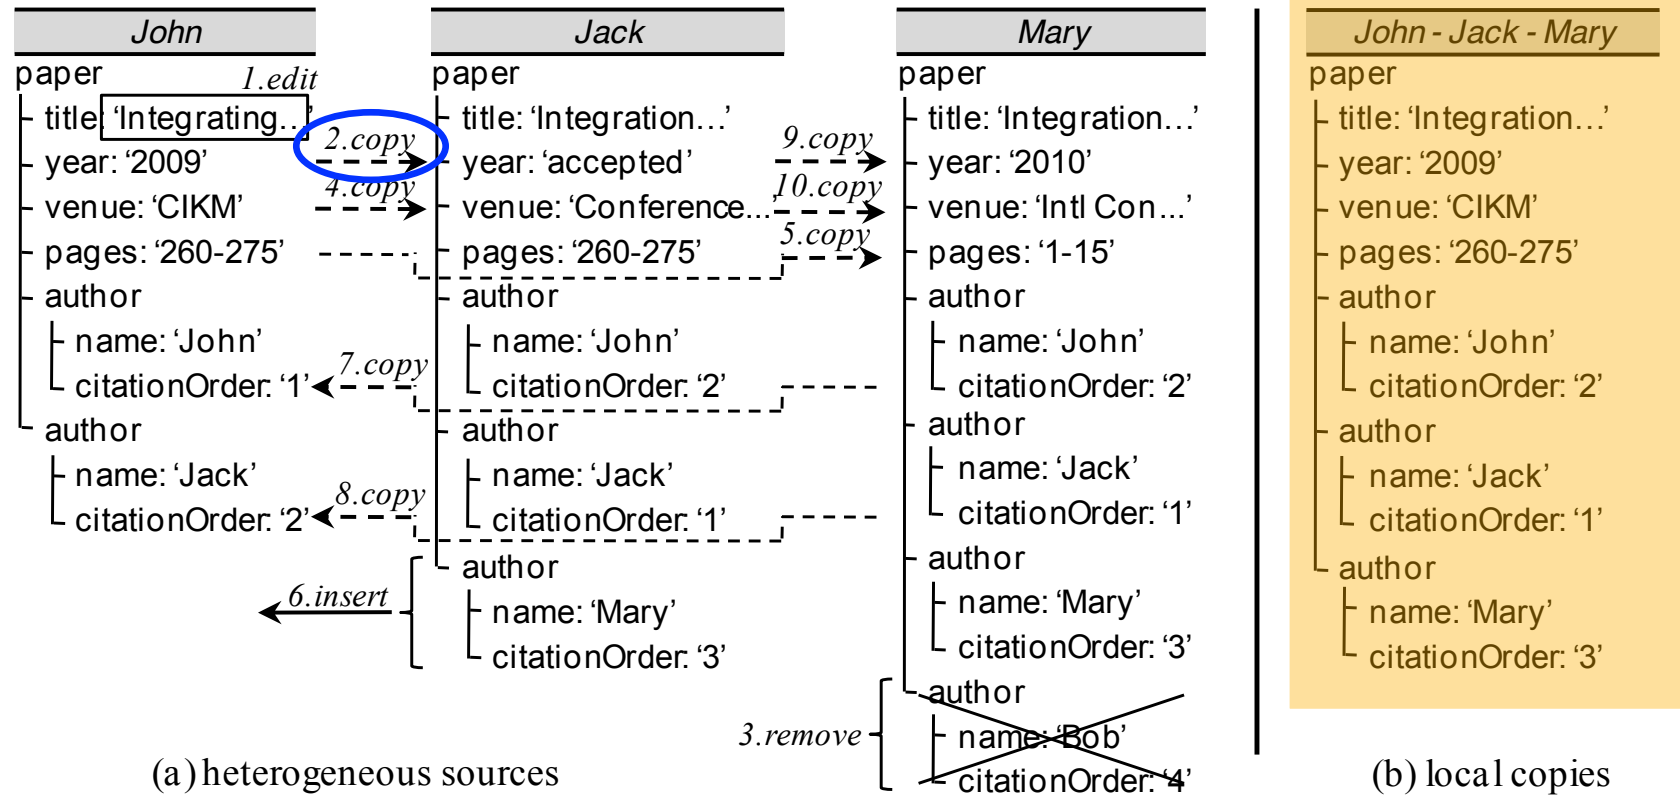 John
paper
1.edit
title: ‘Integrating...’
year: ‘2009’
venue: ‘CIKM’
pages: ‘260-275’
author
name: ‘John’
citationOrder: ‘1’
author
name: ‘Jack’
citationOrder: ‘2’
2.copy
4.copy
7.copy
8.copy
6.insert
Jack
paper
title: ‘Integration...’
year: ‘accepted’
venue: ‘Conference...’
pages: ‘260-275’
author
name: ‘John’
citationOrder: ‘2’
author
name: ‘Jack’
citationOrder: ‘1’
author
name: ‘Mary’
citationOrder: ‘3’
9.copy
10.copy
5.copy
3.remove
Mary
paper
title: ‘Integration...’
year: ‘2010’
venue: ‘Intl Con...’
pages: ‘1-15’
author
name: ‘John’
citationOrder: ‘2’
author
name: ‘Jack’
citationOrder: ‘1’
author
name: ‘Mary’
citationOrder: ‘3’
author
name: ‘Bob’
citationOrder: ‘4’
(a) heterogeneous sources
John - Jack - Mary
paper
title: ‘Integration...’
year: ‘2009’
venue: ‘CIKM’
pages: ‘260-275’
author
name: ‘John’
citationOrder: ‘2’
author
name: ‘Jack’
citationOrder: ‘1’
author
name: ‘Mary’
citationOrder: ‘3’
(b) local copies